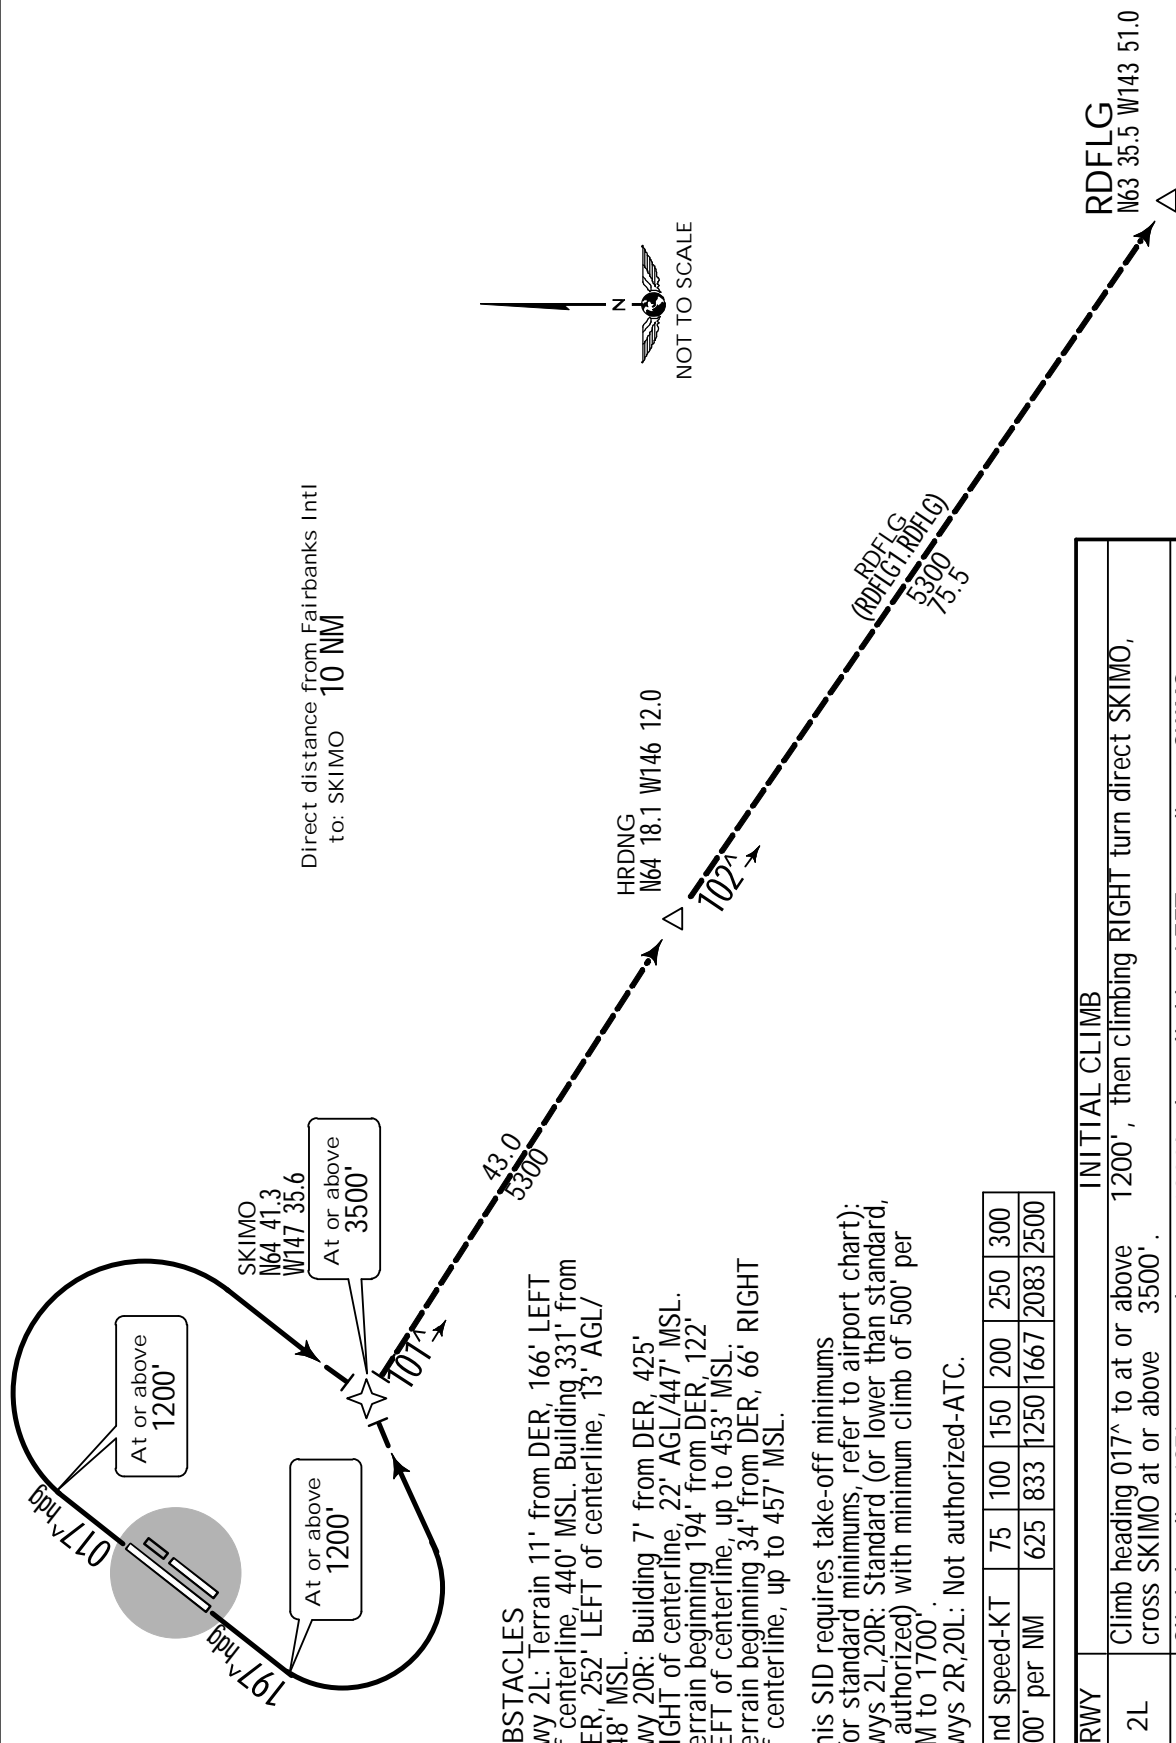 RDFLG
N63 35.5 W143 51.0
Direct distance from Fairbanks Intl
to: SKIMO 10 NM
N
NOT TO SCALE
017^ hdg
At or above
1200'
197^ hdg
At or above
1200'
SKIMO
N64 41.3
W147 35.6
At or above
3500'
101^
43.0
5300
HRDNG
N64 18.1 W146 12.0
102^
RDFLG
(RDFLG1.RDFLG)
5300
75.5
BSTACLES
wy 2L: Terrain 11' from DER, 166' LEFT
f centerline, 440' MSL. Building 331' from
ER, 252' LEFT of centerline, 13' AGL/
48' MSL.
wy 20R: Building 7' from DER, 425'
IGHT of centerline, 22' AGL/447' MSL.
errain beginning 194' from DER, 122'
EFT of centerline, up to 453' MSL.
errain beginning 34' from DER, 66' RIGHT
f centerline, up to 457' MSL.
his SID requires take-off minimums
or standard minimums, refer to airport chart):
wys 2L,20R: Standard (or lower than standard,
authorized) with minimum climb of 500' per
M to 1700'.
wys 2R,20L: Not authorized-ATC.
nd speed-KT 75 100 150 200 250 300
00' per NM 625 833 1250 1667 2083 2500
RWY INITIAL CLIMB
2L Climb heading 017^ to at or above 1200', then climbing RIGHT turn direct SKIMO,
cross SKIMO at or above 3500'.